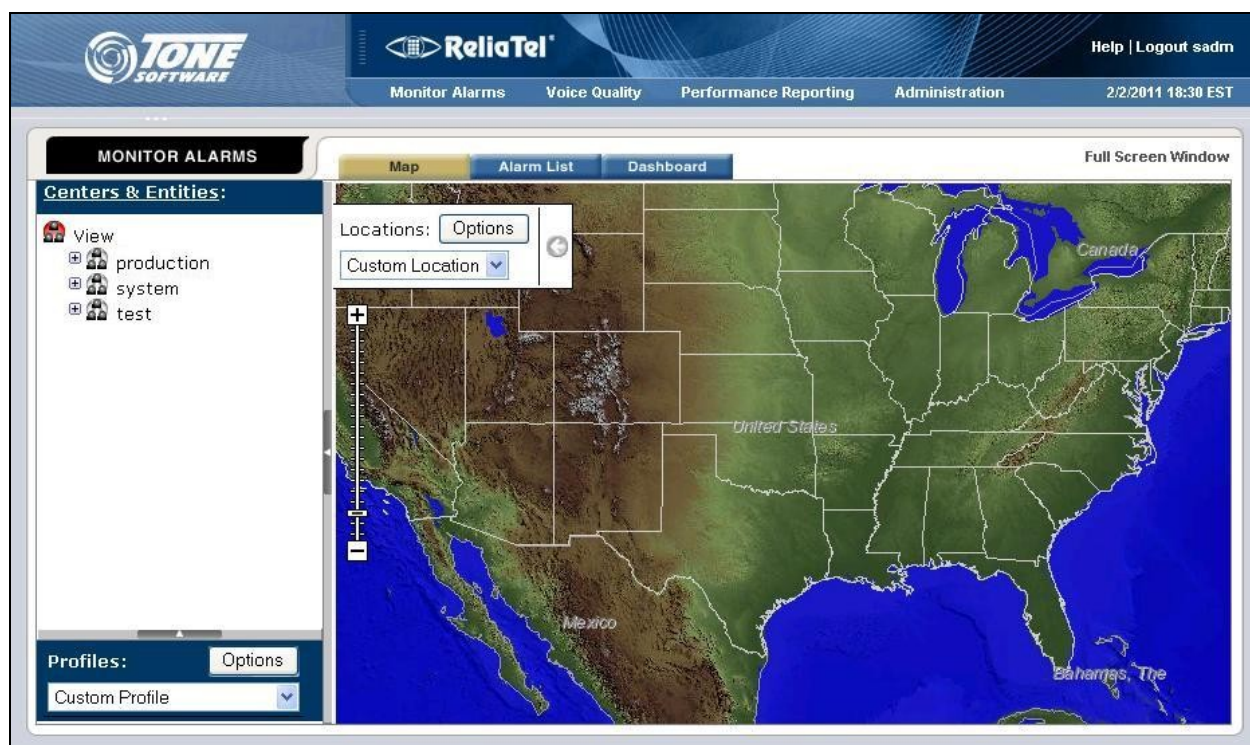 TONE
SOFTWARE
ReliaTel
Help | Logout sadm
Monitor Alarms Voice Quality Performance Reporting Administration 2/2/2011 18:30 EST
MONITOR ALARMS
Map Alarm List Dashboard
Full Screen Window
Centers & Entities:
View
production
system
test
Locations: Options
Custom Location
Canada
United States
Mexico
Bahamas, The
Profiles: Options
Custom Profile